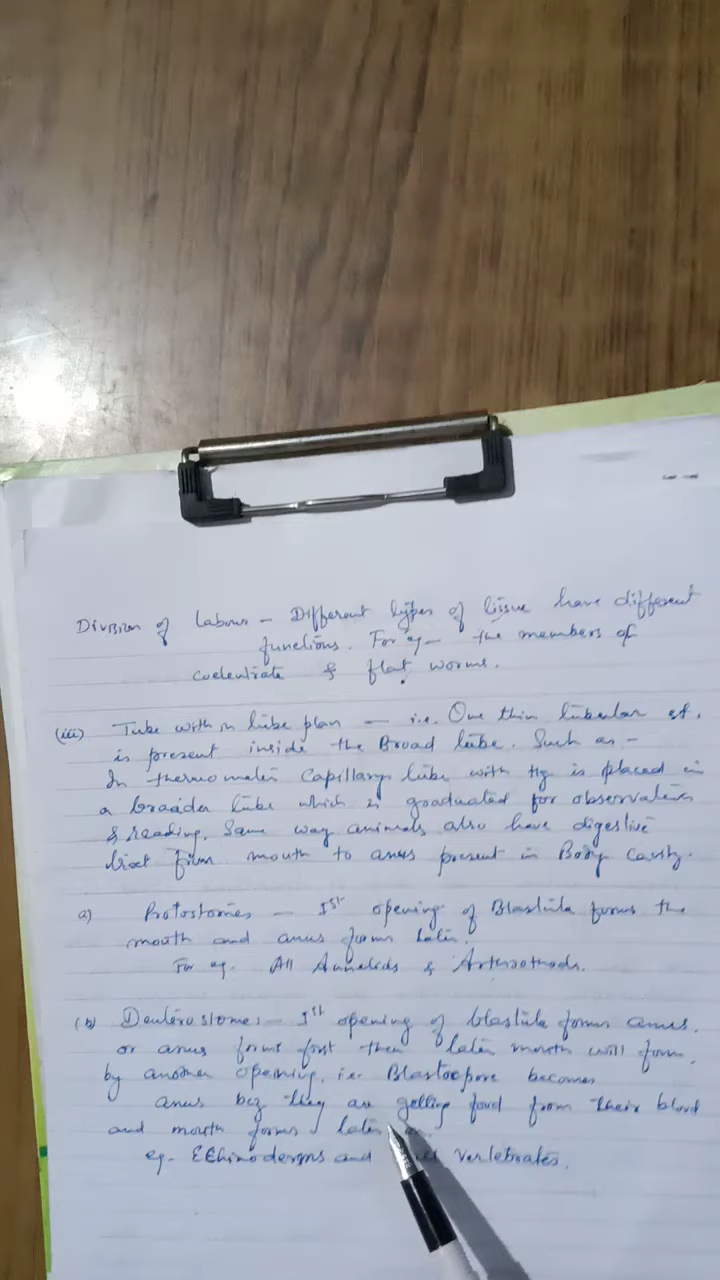 Division of Labour - Different types of tissue have different
functions. For eg - the members of
coelentrate & flat worms.
(iii) Tube with in tube plan - i.e. One thin tubular st.
is present inside the Broad tube. Such as -
In thermometer Capillary tube with Hg is placed in
a broader tube which is graduated for observation
& reading. Same way animals also have digestive
tract from mouth to anus present in Body Cavity.
a) Protostomes - Ist opening of Blastula forms the
mouth and anus forms later.
For eg. All Annelids & Arthropods.
(b) Deuterostomes - Ist opening of blastula forms anus.
or anus forms first then later mouth will form
by another opening. i.e. Blastopore becomes
anus bcz they are getting food from their blood
and mouth forms later
eg. EChinoderms and vertebrates.